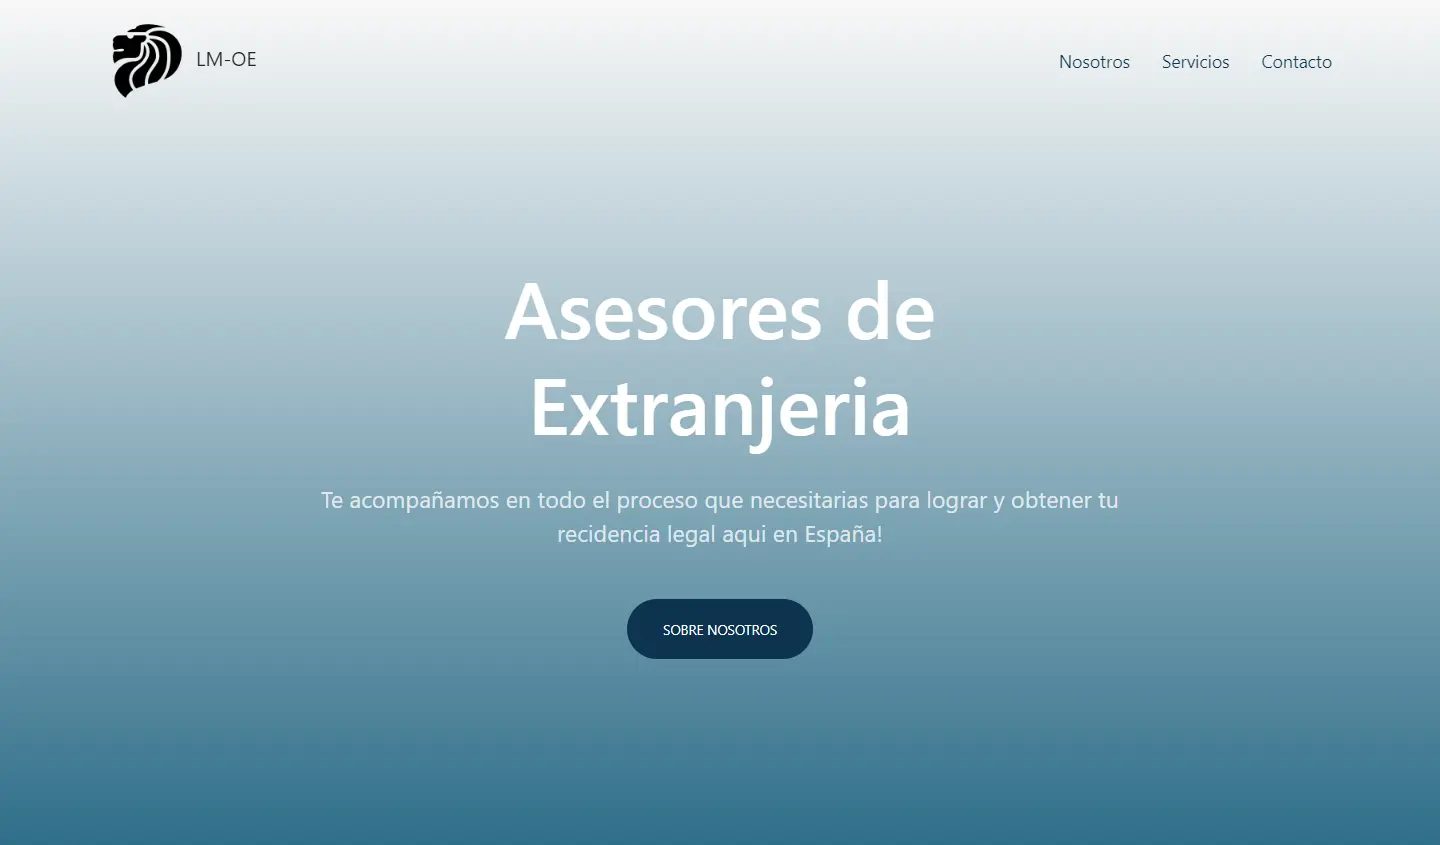 LM-OE
Nosotros
Servicios
Contacto
Asesores de
Extranjeria
Te acompañamos en todo el proceso que necesitarias para lograr y obtener tu
recidencia legal aqui en España!
SOBRE NOSOTROS